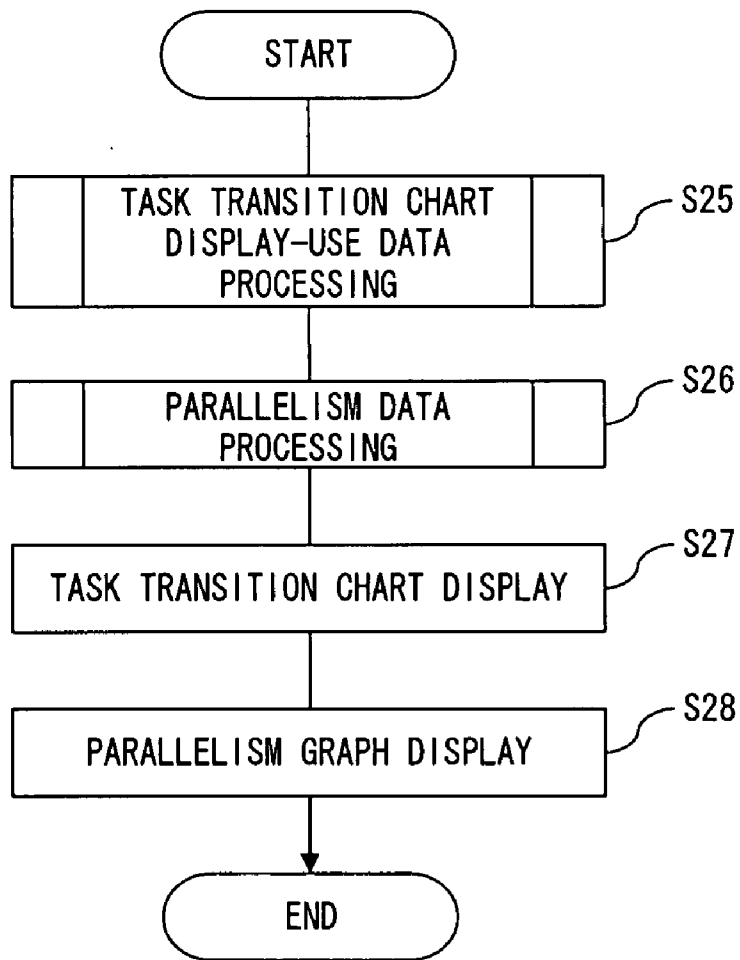 START
TASK TRANSITION CHART
DISPLAY-USE DATA
PROCESSING
S25
PARALLELISM DATA
PROCESSING
S26
TASK TRANSITION CHART DISPLAY
S27
PARALLELISM GRAPH DISPLAY
S28
END